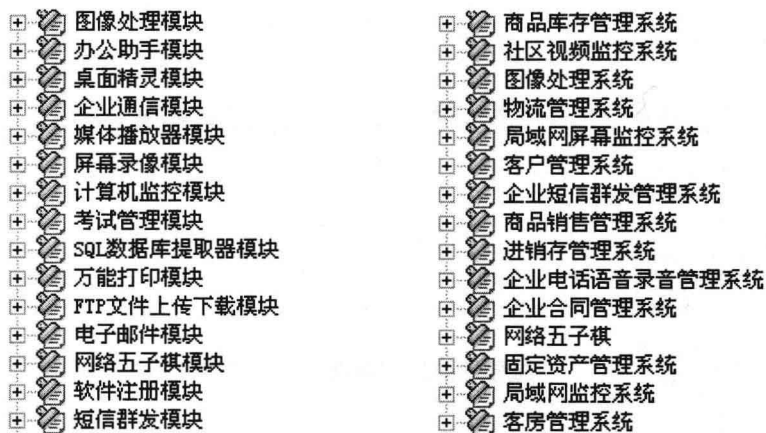 图像处理模块
办公助手模块
桌面精灵模块
企业通信模块
媒体播放器模块
屏幕录像模块
计算机监控模块
考试管理模块
SQL数据库提取器模块
万能打印模块
FTP文件上传下载模块
电子邮件模块
网络五子棋模块
软件注册模块
短信群发模块
商品库存管理系统
社区视频监控系统
图像处理系统
物流管理系统
局域网屏幕监控系统
客户管理系统
企业短信群发管理系统
商品销售管理系统
进销存管理系统
企业电话语音录音管理系统
企业合同管理系统
网络五子棋
固定资产管理系统
局域网监控系统
客房管理系统